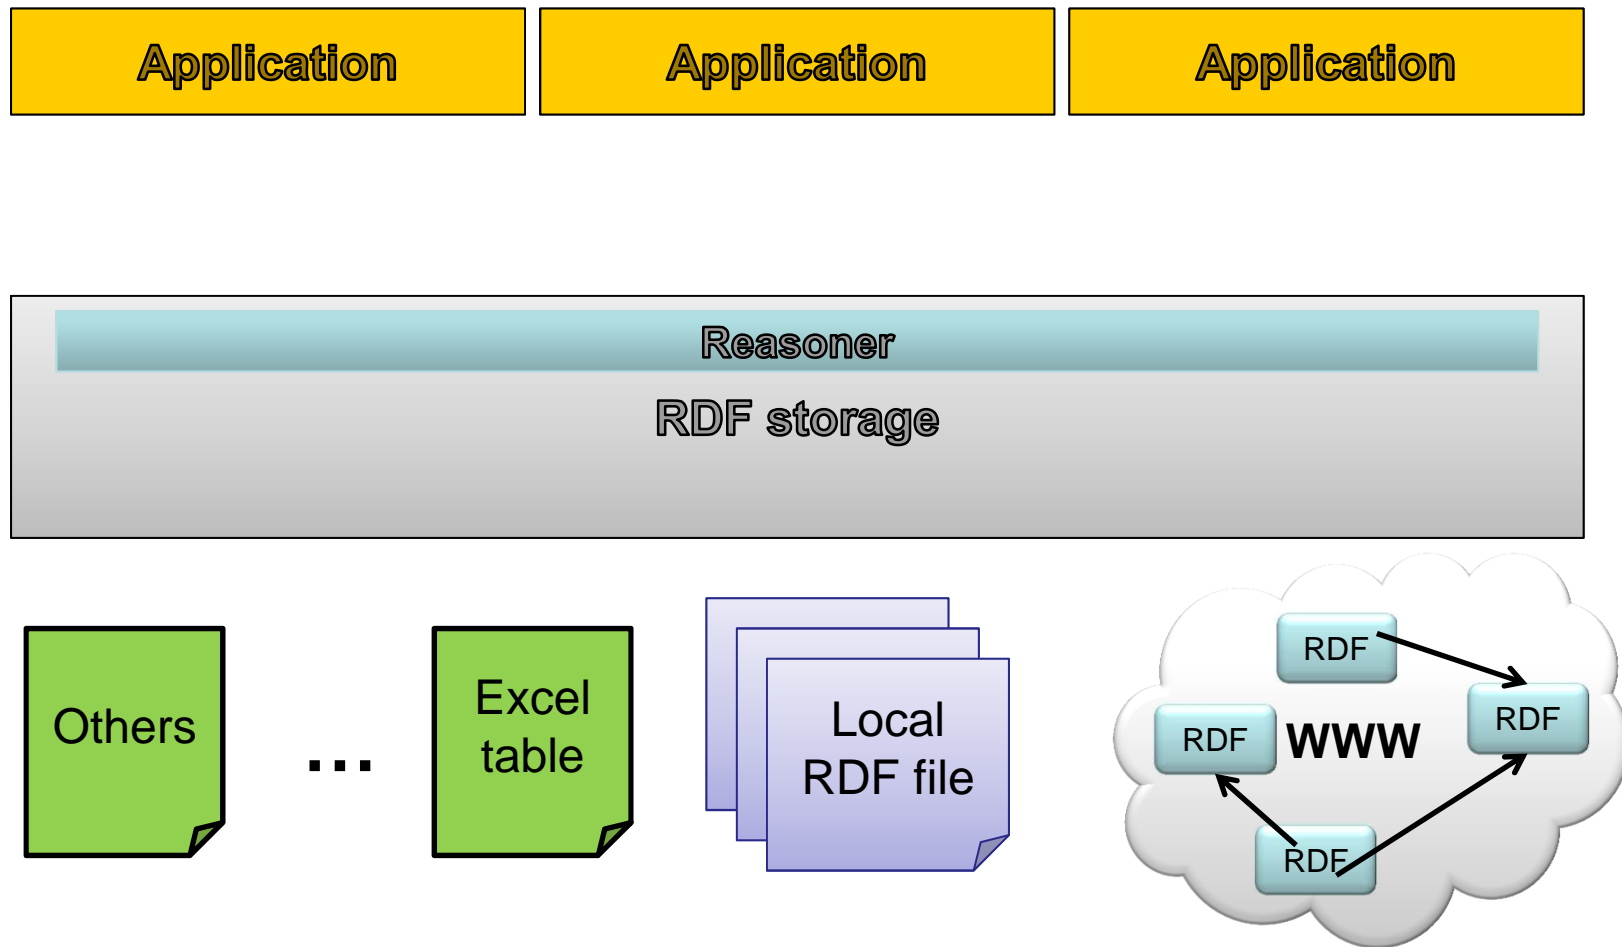 Application
Application
Application
Reasoner
RDF storage
Others
...
Excel
table
Local
RDF file
RDF
RDF
WWW
RDF
RDF